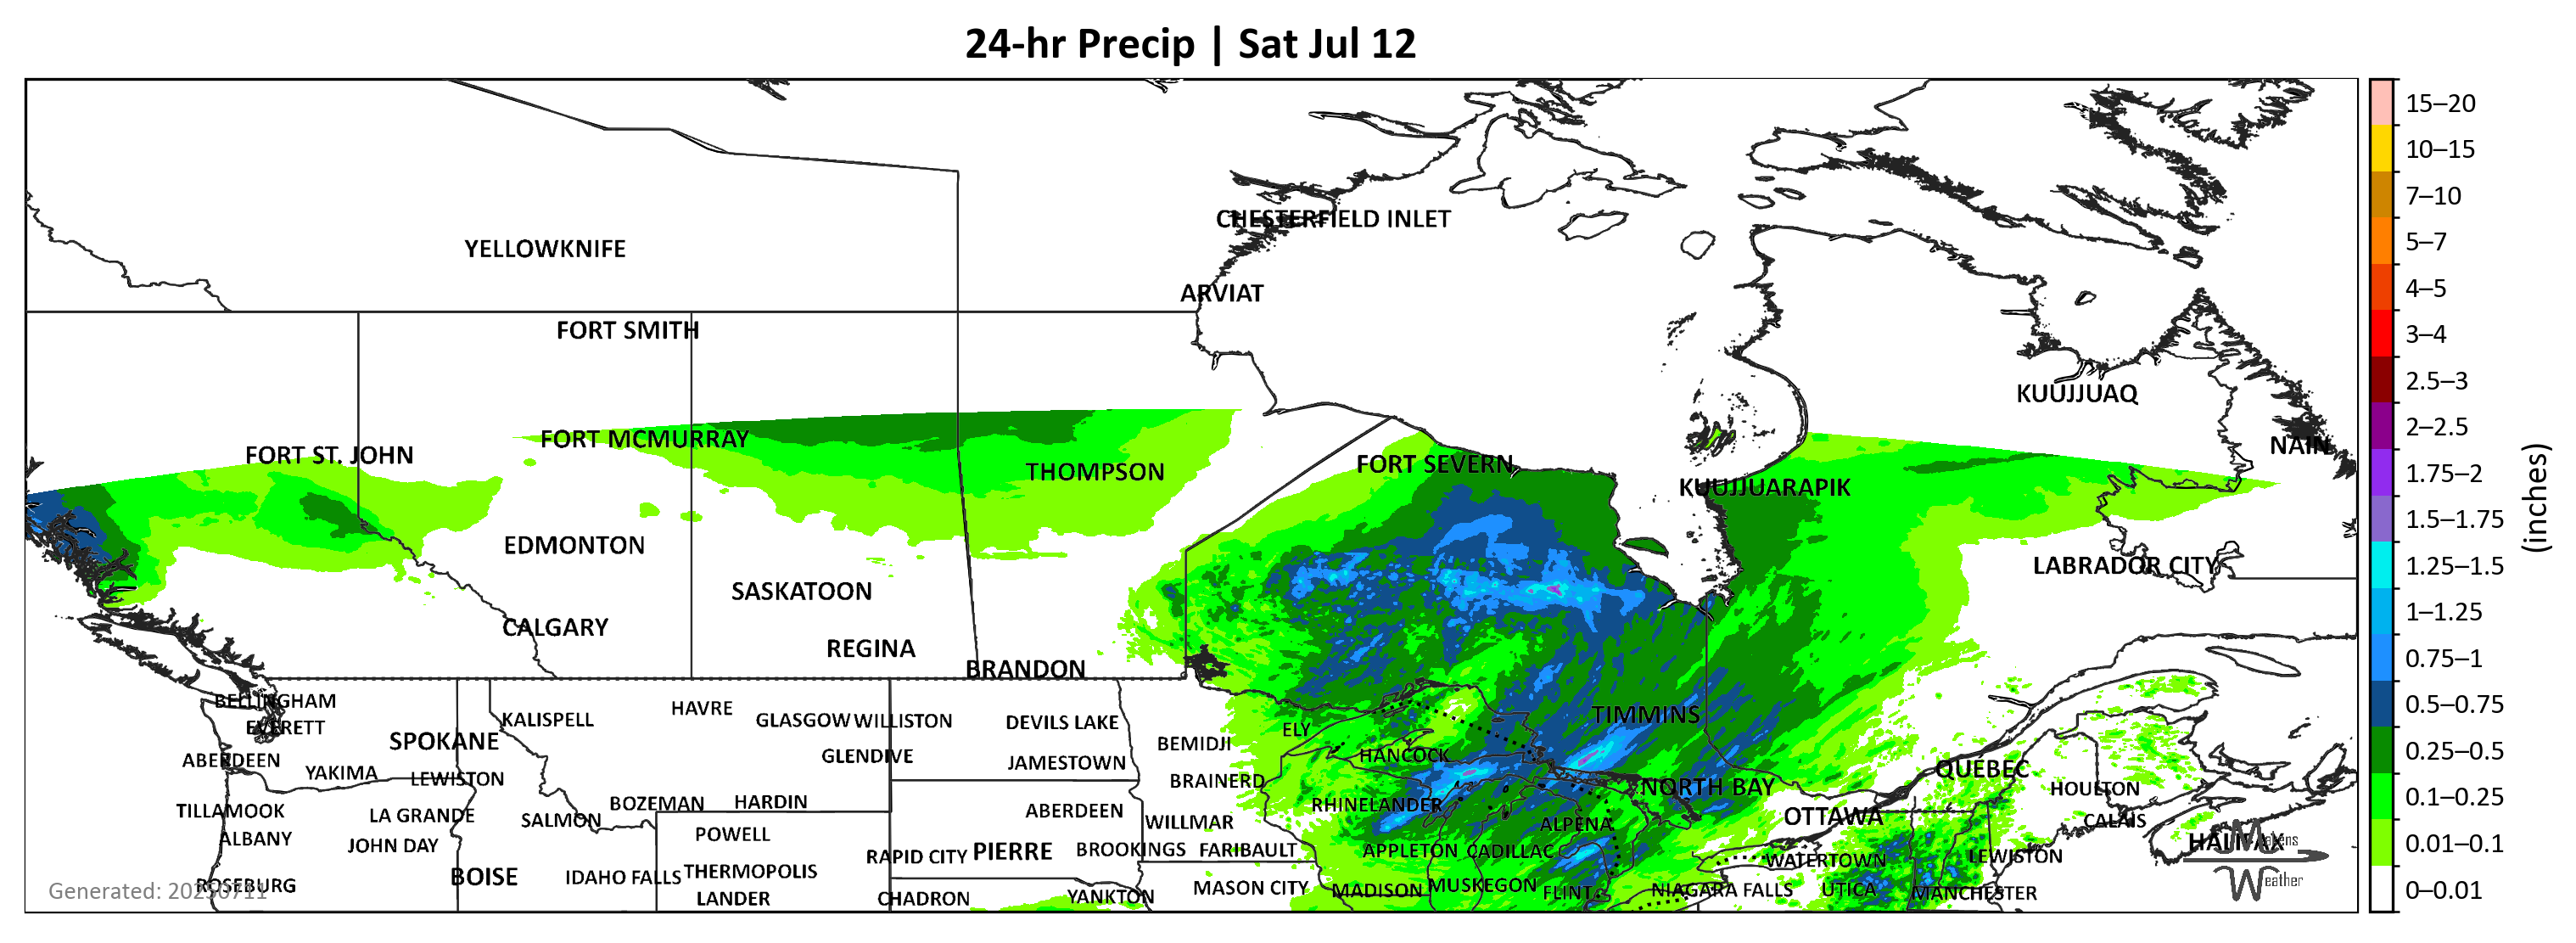 24-hr Precip | Sat Jul 12
CHESTERFIELD INLET
YELLOWKNIFE
ARVIAT
FORT SMITH
KUUJJUAQ
FORT MCMURRAY
NAIN
FORT ST. JOHN
FORT SEVERN
THOMPSON
KUUJJUARAPIK
EDMONTON
LABRADOR CITY
SASKATOON
CALGARY
REGINA
BRANDON
BELLINGHAM
HAVRE
TIMMINS
KALISPELL
GLASGOW
WILLISTON
DEVILS LAKE
EVERETT
ELY
SPOKANE
BEMIDJI
GLENDIVE
HANCOCK
ABERDEEN
JAMESTOWN
QUEBEC
YAKIMA
LEWISTON
BRAINERD
NORTH BAY
HOULTON
BOZEMAN
HARDIN
RHINELANDER
TILLAMOOK
LA GRANDE
ABERDEEN
OTTAWA
SALMON
WILLMAR
ALPENA
CALAIS
ALBANY
POWELL
JOHN DAY
HALIFAX
BROOKINGS
FARIBAULT
APPLETON
CADILLAC
RAPID CITY
PIERRE
WATERTOWN
LEWISTON
THERMOPOLIS
BOISE
IDAHO FALLS
ROSEBURG
MASON CITY
MADISON
MUSKEGON
FLINT
NIAGARA FALLS
UTICA
MANCHESTER
LANDER
CHADRON
YANKTON
Generated: 20250711
Weather
15–20
10–15
7–10
5–7
4–5
3–4
2.5–3
2–2.5
1.75–2
1.5–1.75
1.25–1.5
1–1.25
0.75–1
0.5–0.75
0.25–0.5
0.1–0.25
0.01–0.1
0–0.01
(inches)